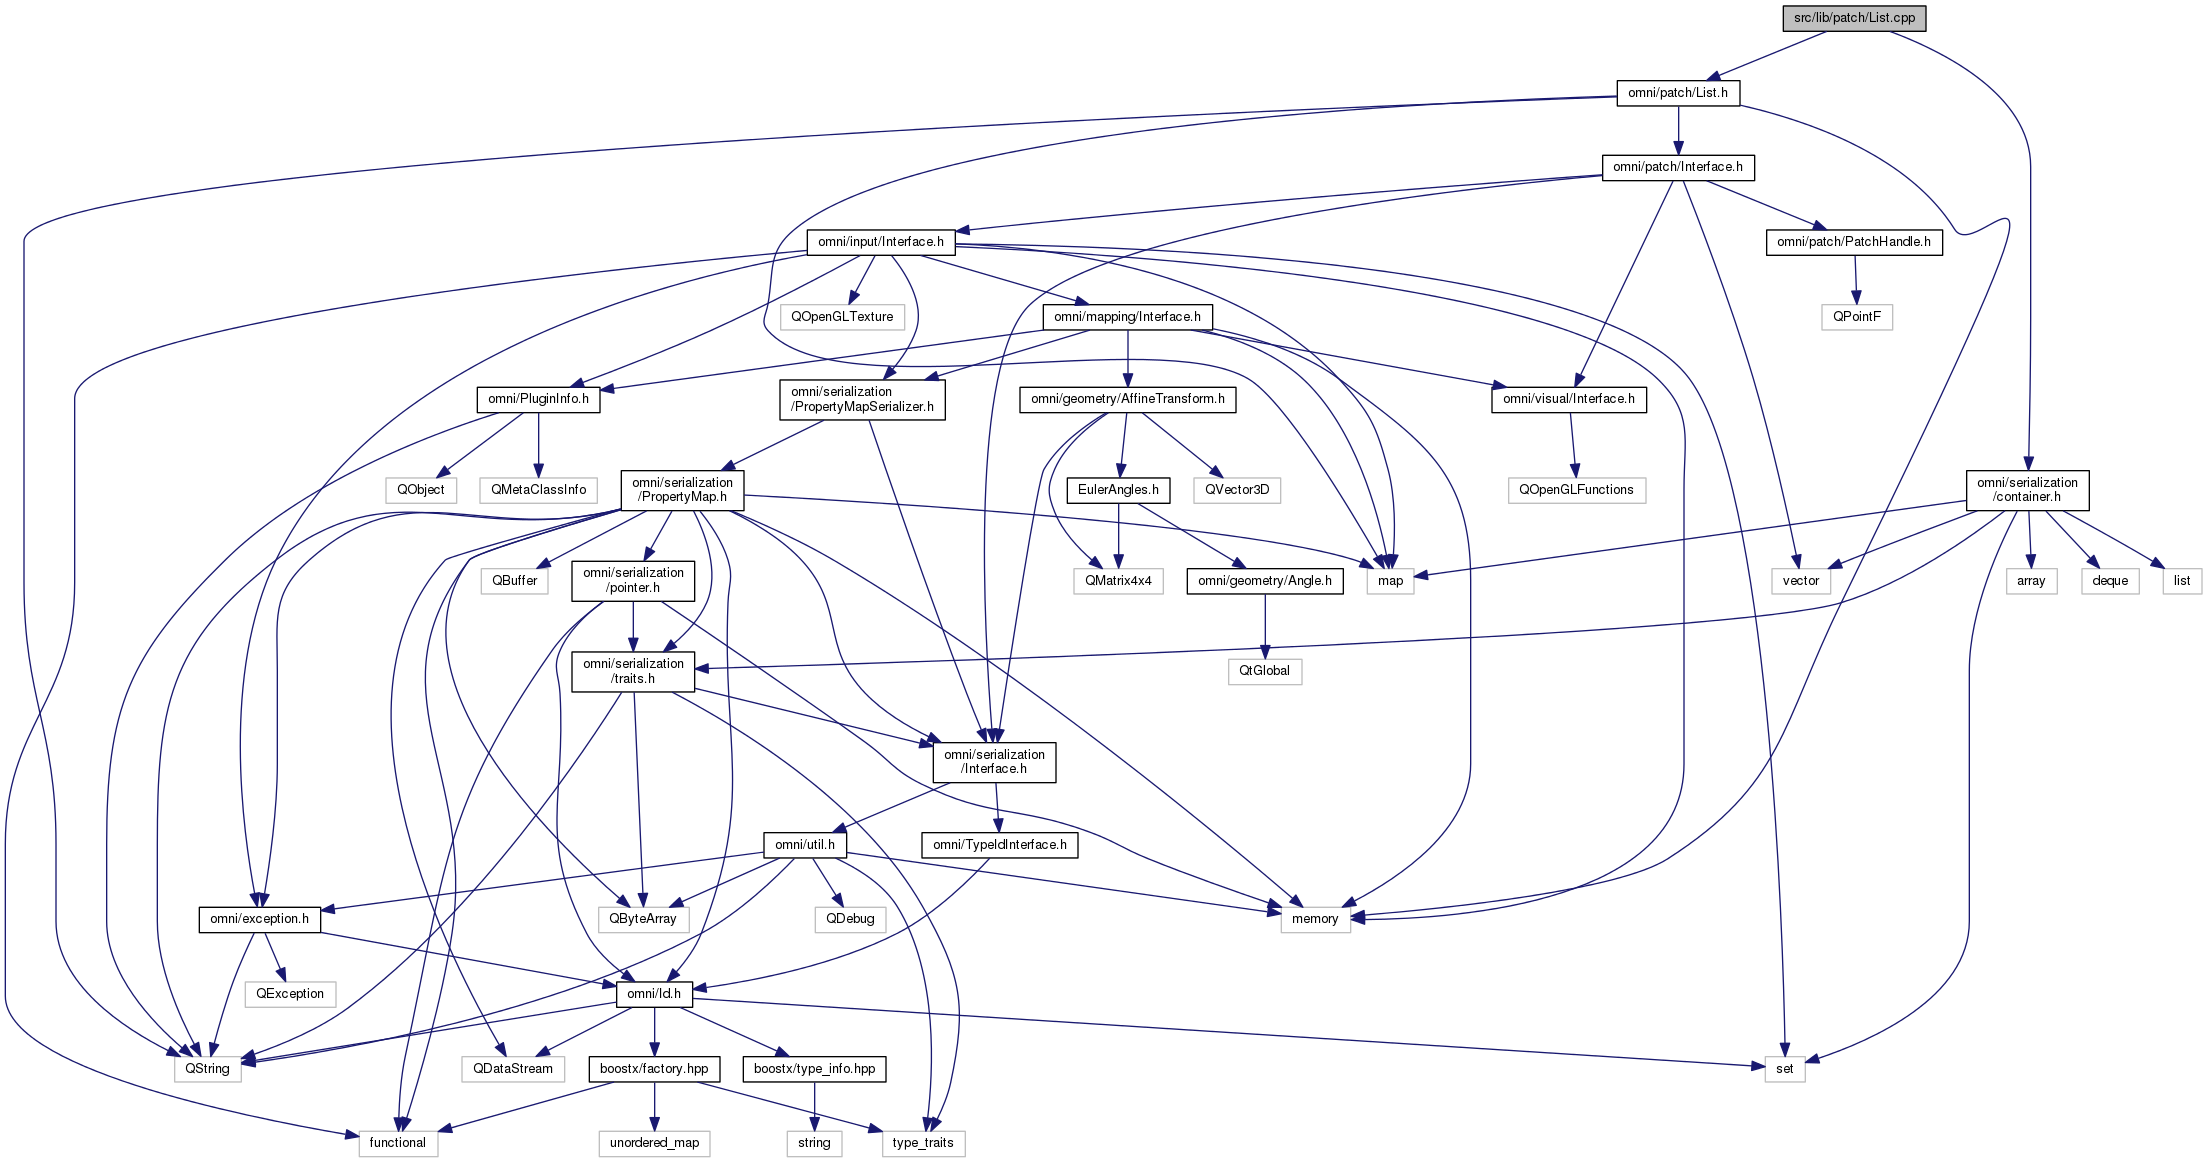 src/lib/patch/List.cpp
omni/patch/List.h
omni/patch/Interface.h
omni/input/Interface.h
omni/patch/PatchHandle.h
QOpenGLTexture
omni/mapping/Interface.h
QPointF
omni/PluginInfo.h
omni/serialization
/PropertyMapSerializer.h
omni/geometry/AffineTransform.h
omni/visual/Interface.h
QObject
QMetaClassInfo
omni/serialization
/PropertyMap.h
EulerAngles.h
QVector3D
QOpenGLFunctions
omni/serialization
/container.h
QBuffer
omni/serialization
/pointer.h
QMatrix4x4
omni/geometry/Angle.h
map
vector
array
deque
list
omni/serialization
/traits.h
QtGlobal
omni/serialization
/Interface.h
omni/util.h
omni/TypeIdInterface.h
omni/exception.h
QByteArray
QDebug
memory
QException
omni/Id.h
QString
QDataStream
boostx/factory.hpp
boostx/type_info.hpp
set
functional
unordered_map
string
type_traits